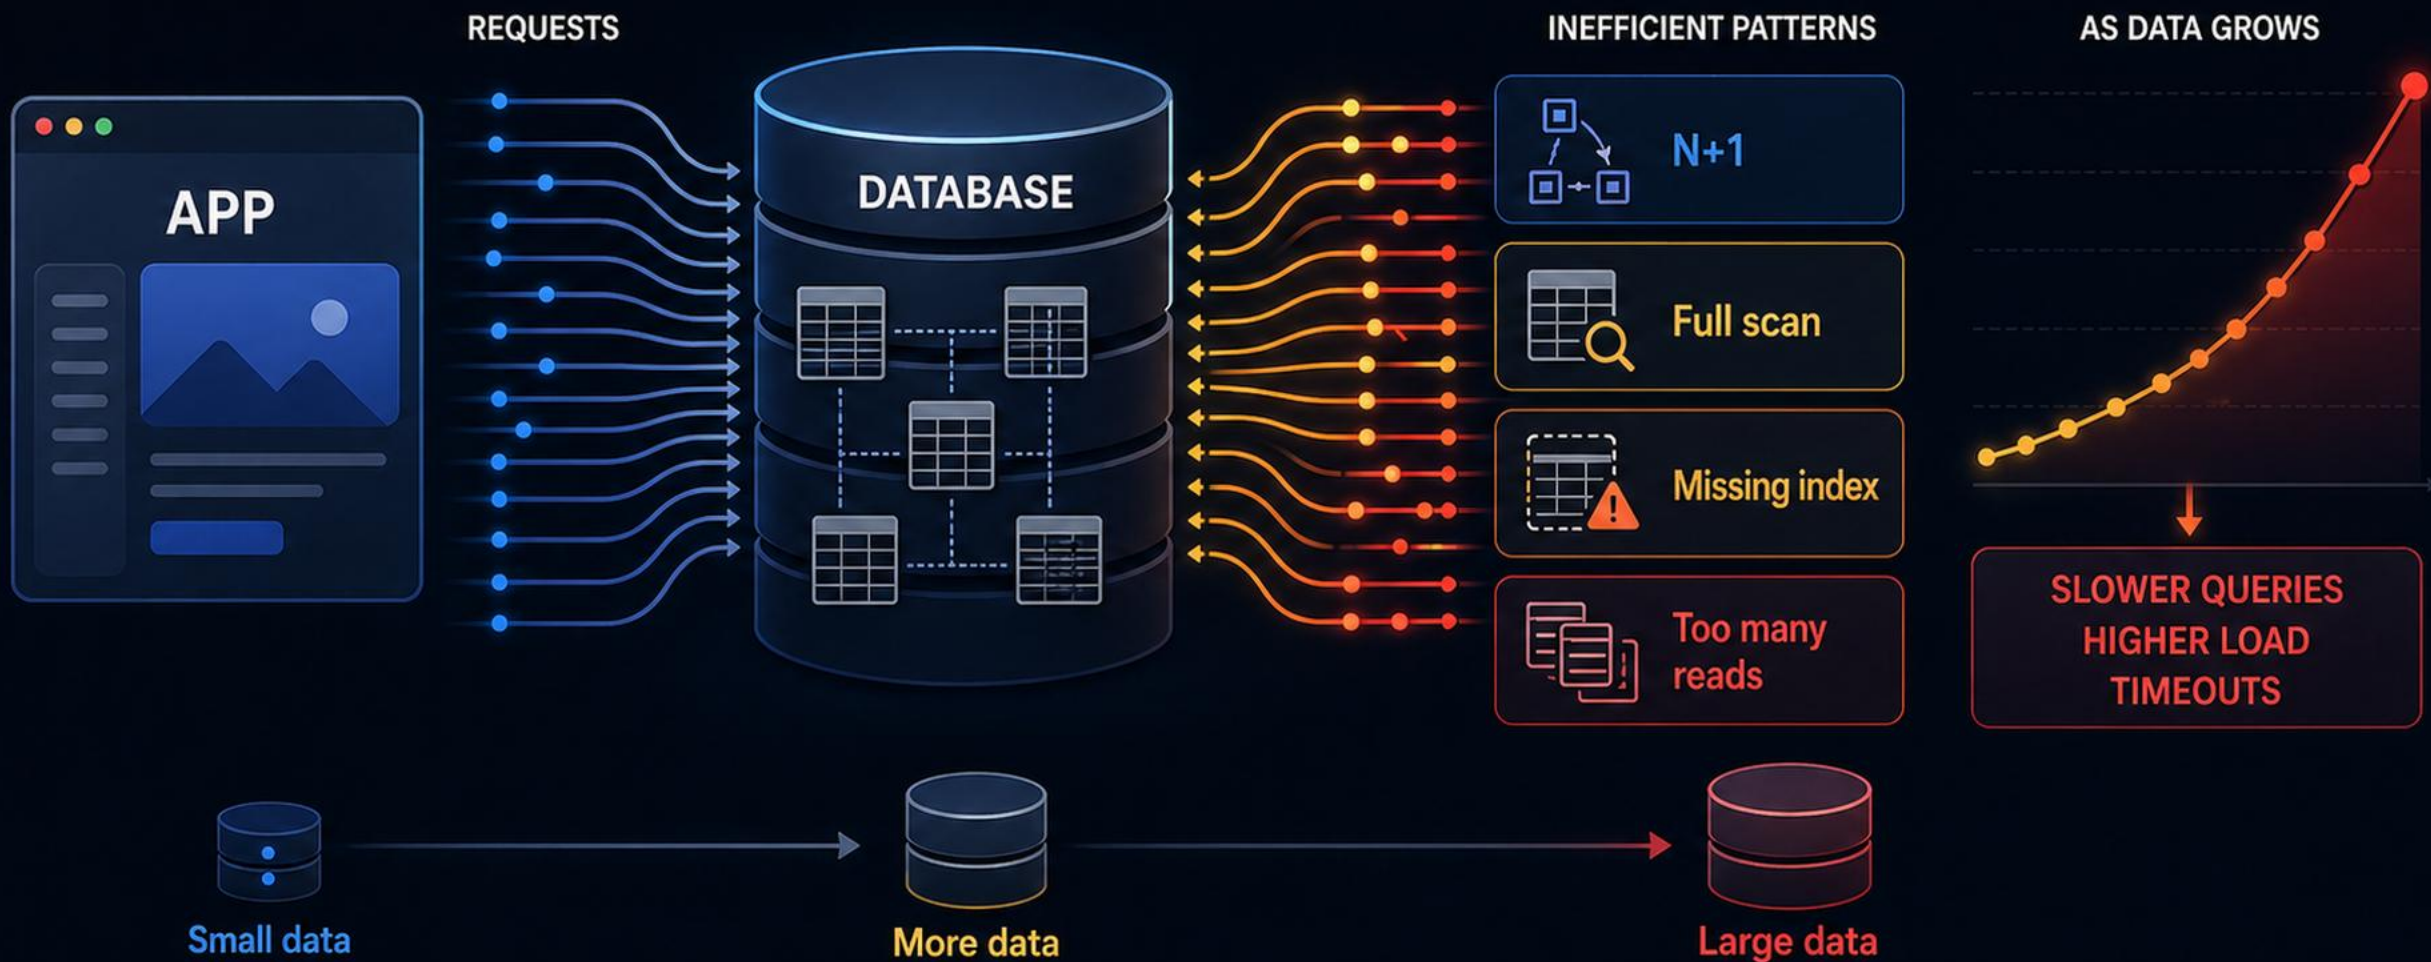 REQUESTS
INEFFICIENT PATTERNS
AS DATA GROWS
APP
DATABASE
N+1
Full scan
Missing index
Too many
reads
SLOWER QUERIES
HIGHER LOAD
TIMEOUTS
Small data
More data
Large data